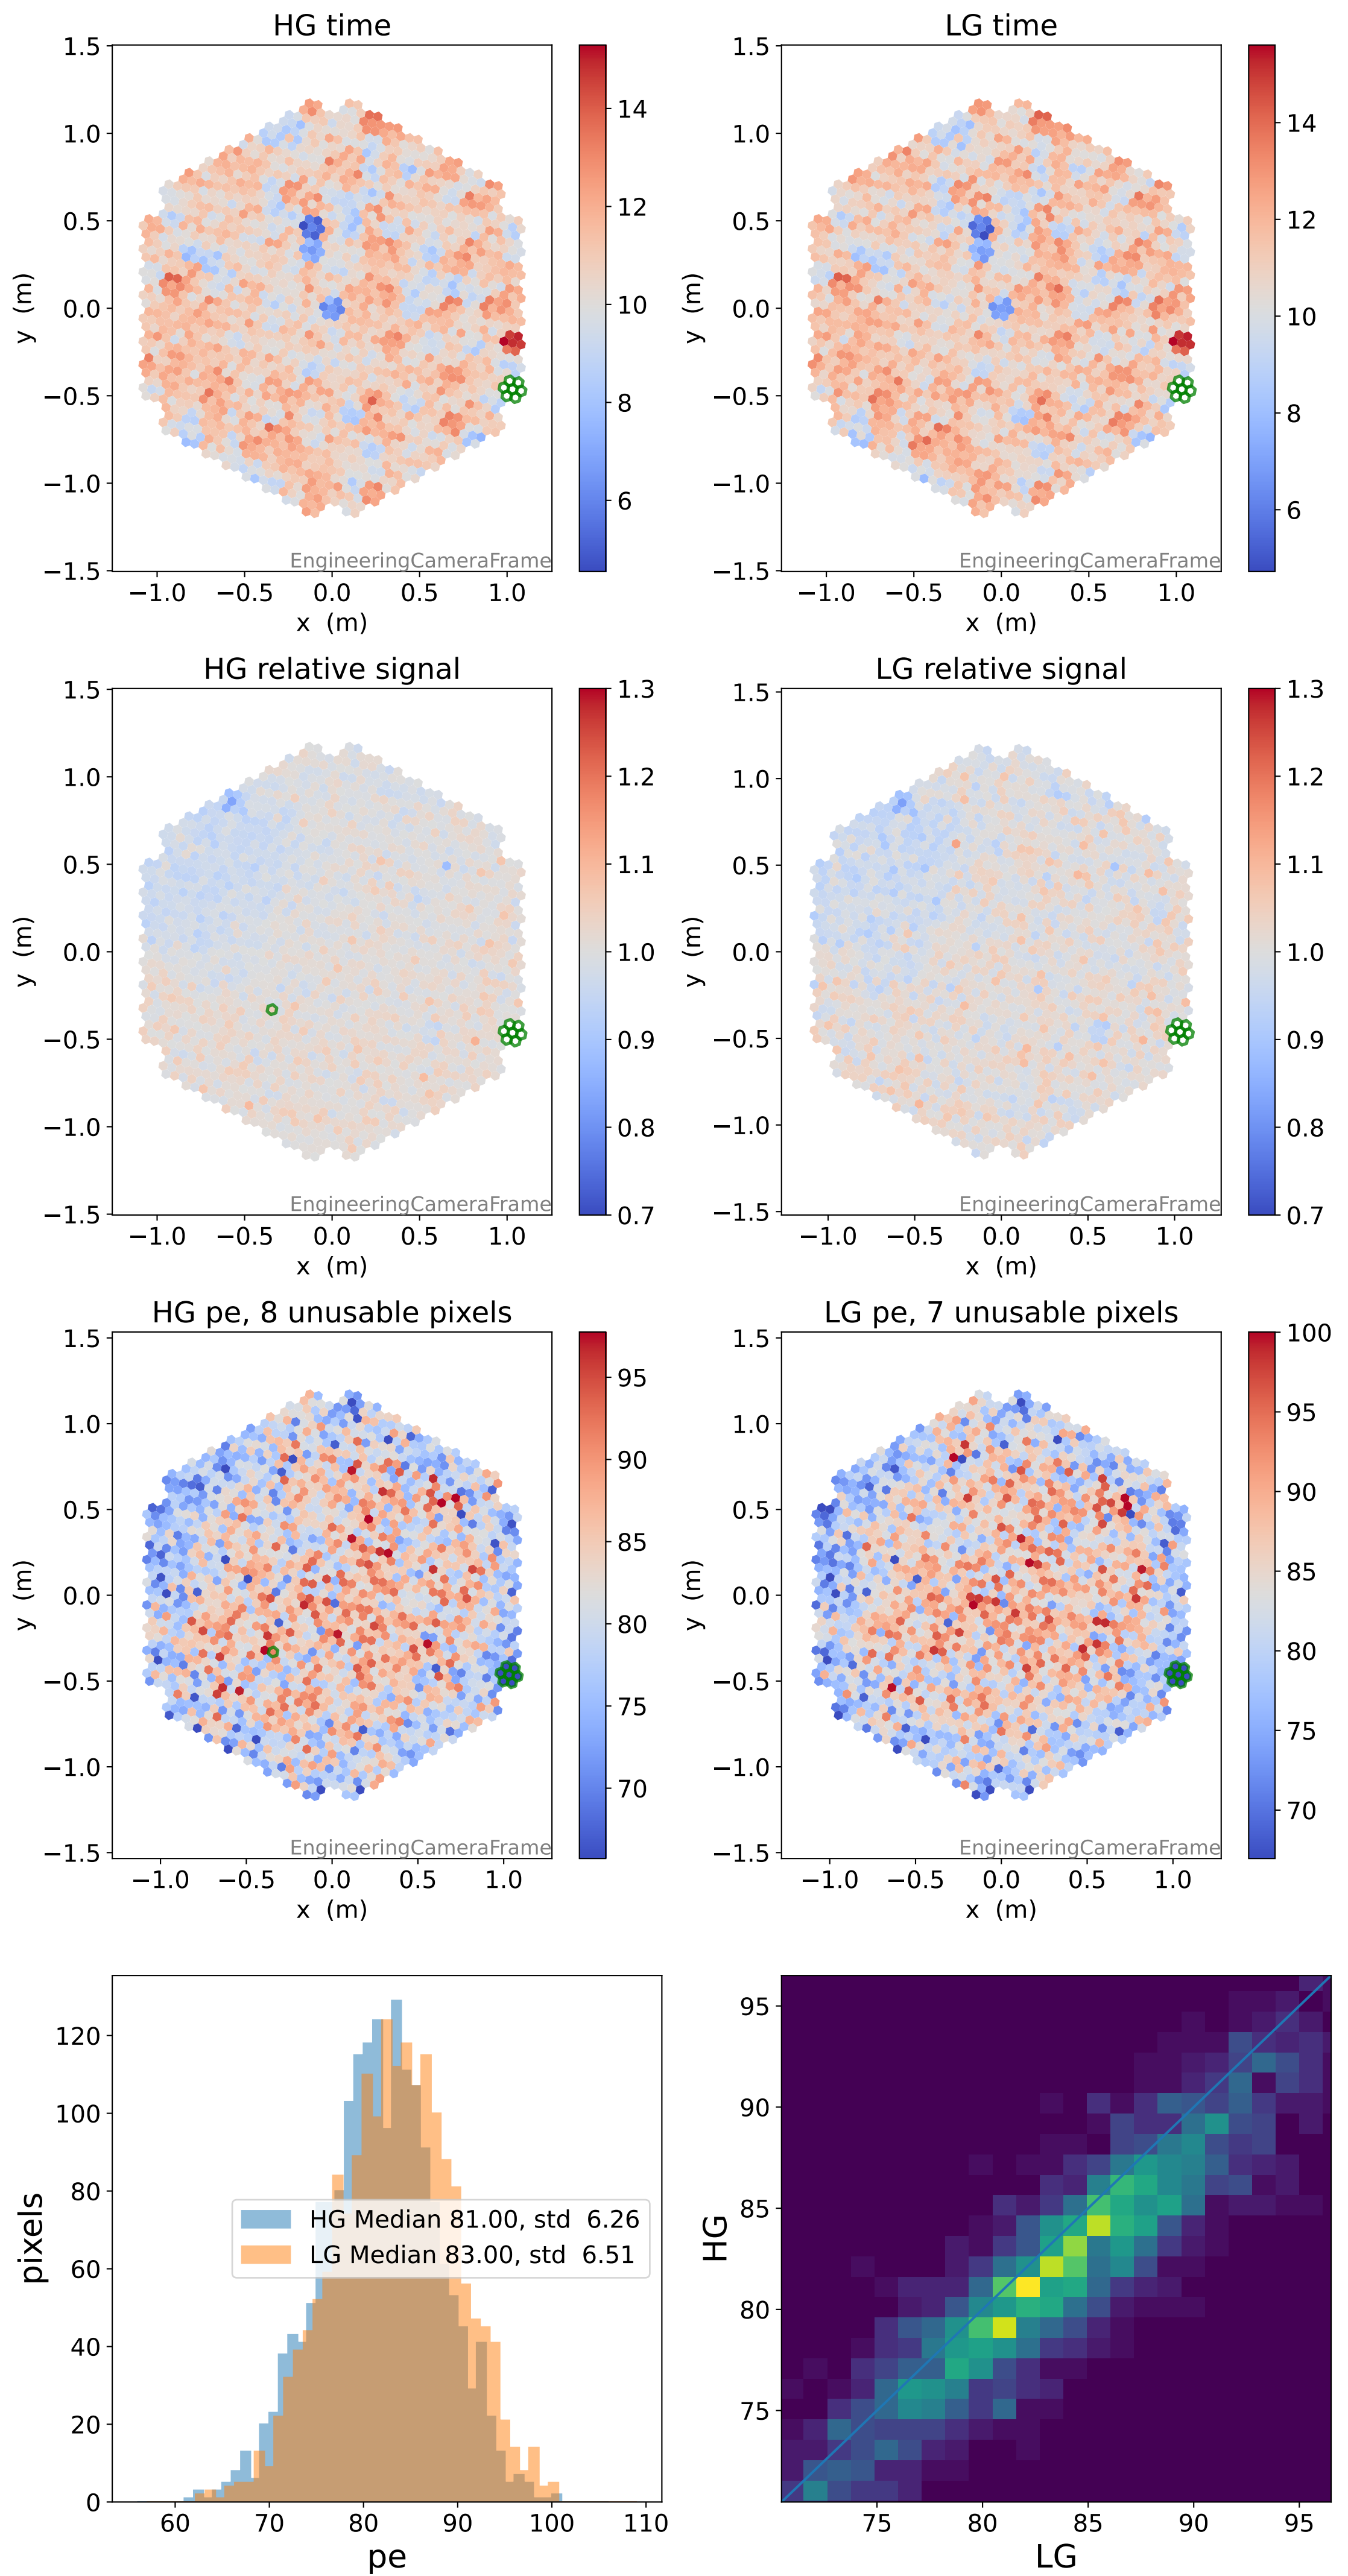 HG time
1.5
1.0
0.5
0.0
−0.5
−1.0
−1.5
y (m)
−1.0 −0.5 0.0 0.5 1.0
x (m)
EngineeringCameraFrame
14
12
10
8
6
LG time
1.5
1.0
0.5
0.0
−0.5
−1.0
−1.5
y (m)
−1.0 −0.5 0.0 0.5 1.0
x (m)
EngineeringCameraFrame
14
12
10
8
6
HG relative signal
1.5
1.0
0.5
0.0
−0.5
−1.0
−1.5
y (m)
−1.0 −0.5 0.0 0.5 1.0
x (m)
EngineeringCameraFrame
1.3
1.2
1.1
1.0
0.9
0.8
0.7
LG relative signal
1.5
1.0
0.5
0.0
−0.5
−1.0
−1.5
y (m)
−1.0 −0.5 0.0 0.5 1.0
x (m)
EngineeringCameraFrame
1.3
1.2
1.1
1.0
0.9
0.8
0.7
HG pe, 8 unusable pixels
1.5
1.0
0.5
0.0
−0.5
−1.0
−1.5
y (m)
−1.0 −0.5 0.0 0.5 1.0
x (m)
EngineeringCameraFrame
95
90
85
80
75
70
LG pe, 7 unusable pixels
1.5
1.0
0.5
0.0
−0.5
−1.0
−1.5
y (m)
−1.0 −0.5 0.0 0.5 1.0
x (m)
EngineeringCameraFrame
100
95
90
85
80
75
70
120
100
80
60
40
20
0
pixels
HG Median 81.00, std 6.26
LG Median 83.00, std 6.51
60 70 80 90 100 110
pe
95
90
85
80
75
HG
75 80 85 90 95
LG